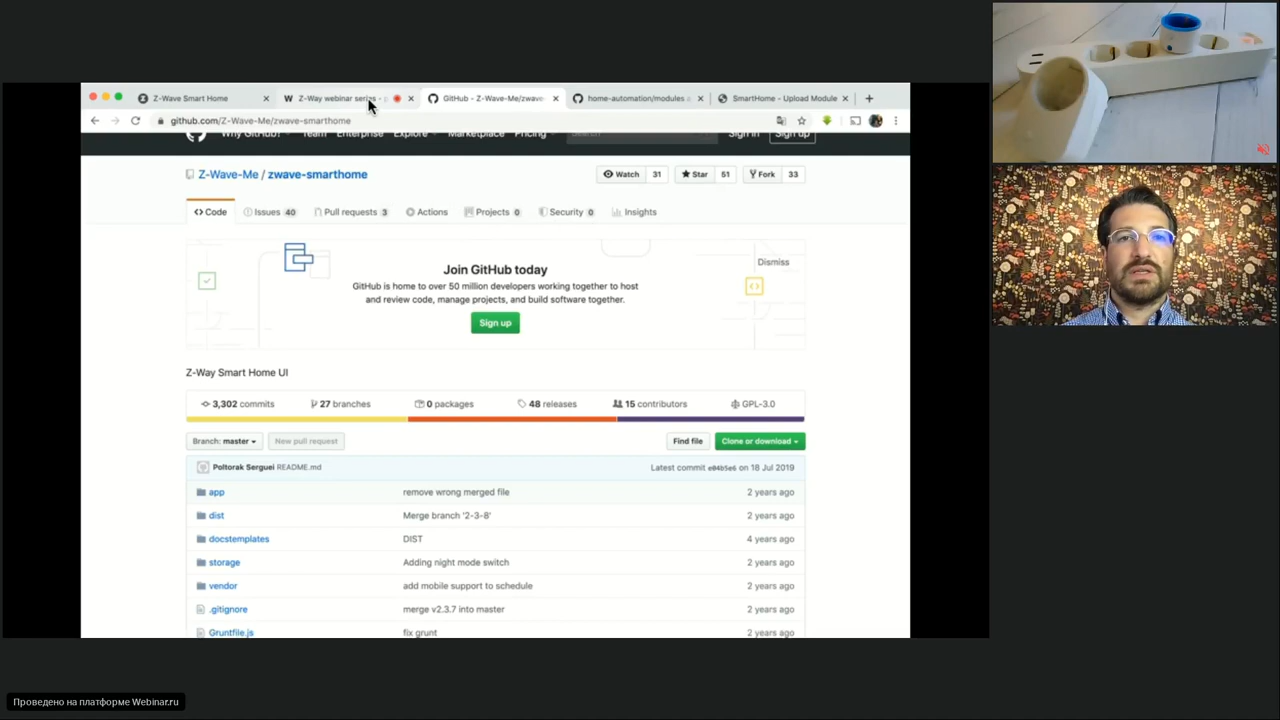 Z-Wave Smart Home
Z-Way webinar series - p
GitHub - Z-Wave-Me/zwave-
home-automation/modules a
SmartHome - Upload Module
github.com/Z-Wave-Me/zwave-smarthome
Why GitHub? Team Enterprise Explore Marketplace Pricing Search Sign in Sign up
Z-Wave-Me / zwave-smarthome
Watch 31 Star 51 Fork 33
Code Issues 40 Pull requests 3 Actions Projects 0 Security 0 Insights
Join GitHub today
Dismiss
GitHub is home to over 50 million developers working together to host
and review code, manage projects, and build software together.
Sign up
Z-Way Smart Home UI
3,302 commits 27 branches 0 packages 48 releases 15 contributors GPL-3.0
Branch: master New pull request Find file Clone or download
Poltorak Serguei README.md Latest commit e04b5e6 on 18 Jul 2019
app remove wrong merged file 2 years ago
dist Merge branch '2-3-8' 2 years ago
docstemplates DIST 4 years ago
storage Adding night mode switch 2 years ago
vendor add mobile support to schedule 2 years ago
.gitignore merge v2.3.7 into master 2 years ago
Gruntfile.js fix grunt 2 years ago
Проведено на платформе Webinar.ru